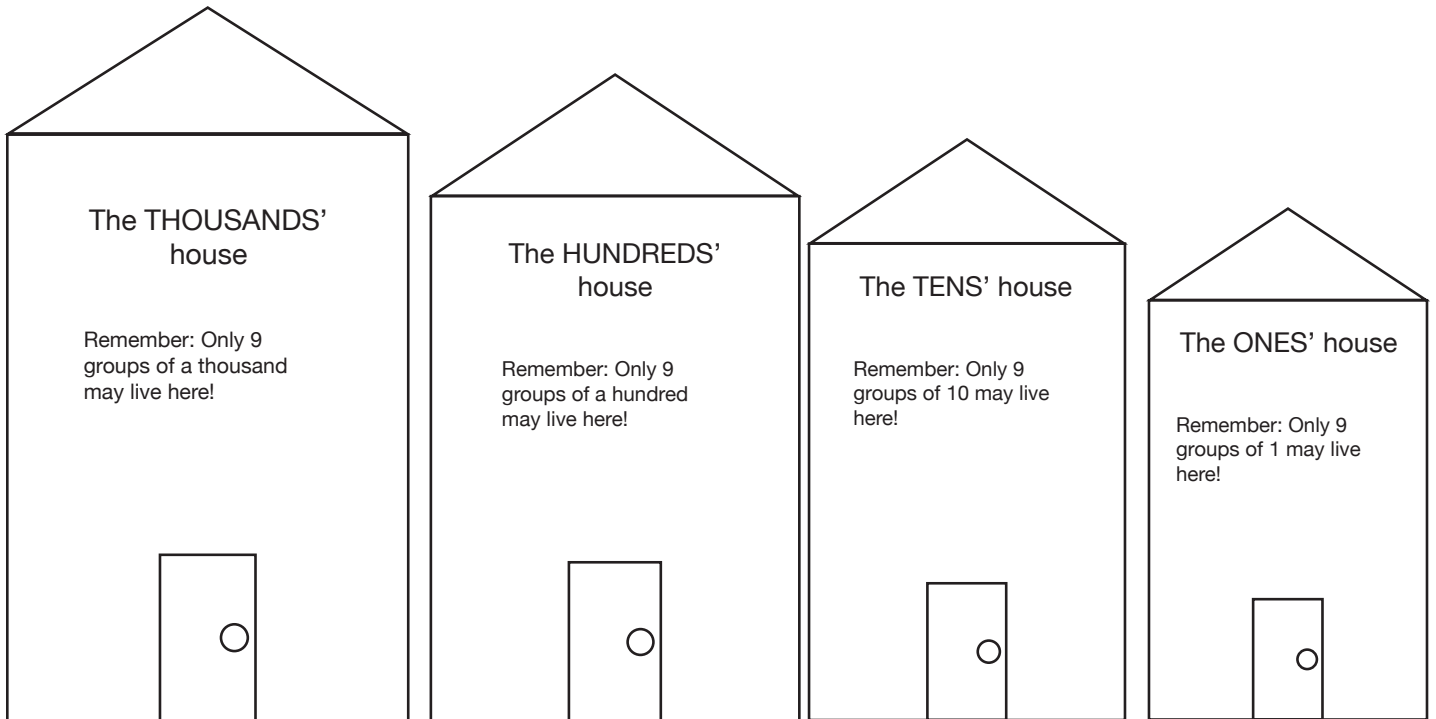 The THOUSANDS’
house
Remember: Only 9
groups of a thousand
may live here!
The HUNDREDS’
house
Remember: Only 9
groups of a hundred
may live here!
The TENS’ house
Remember: Only 9
groups of 10 may live
here!
The ONES’ house
Remember: Only 9
groups of 1 may live
here!